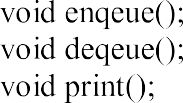 void enqeue();
void deqeue();
void print();